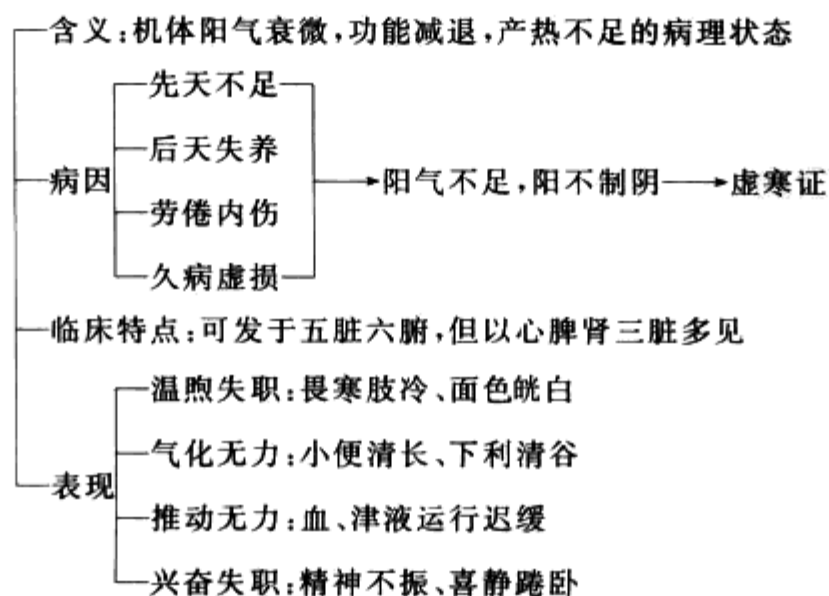 含义:机体阳气衰微,功能减退,产热不足的病理状态
先天不足
后天失养
病因
阳气不足,阳不制阴
虚寒证
劳倦内伤
久病虚损
临床特点:可发于五脏六腑,但以心脾肾三脏多见
温煦失职:畏寒肢冷、面色㿠白
气化无力:小便清长、下利清谷
表现
推动无力:血、津液运行迟缓
兴奋失职:精神不振、喜静踡卧